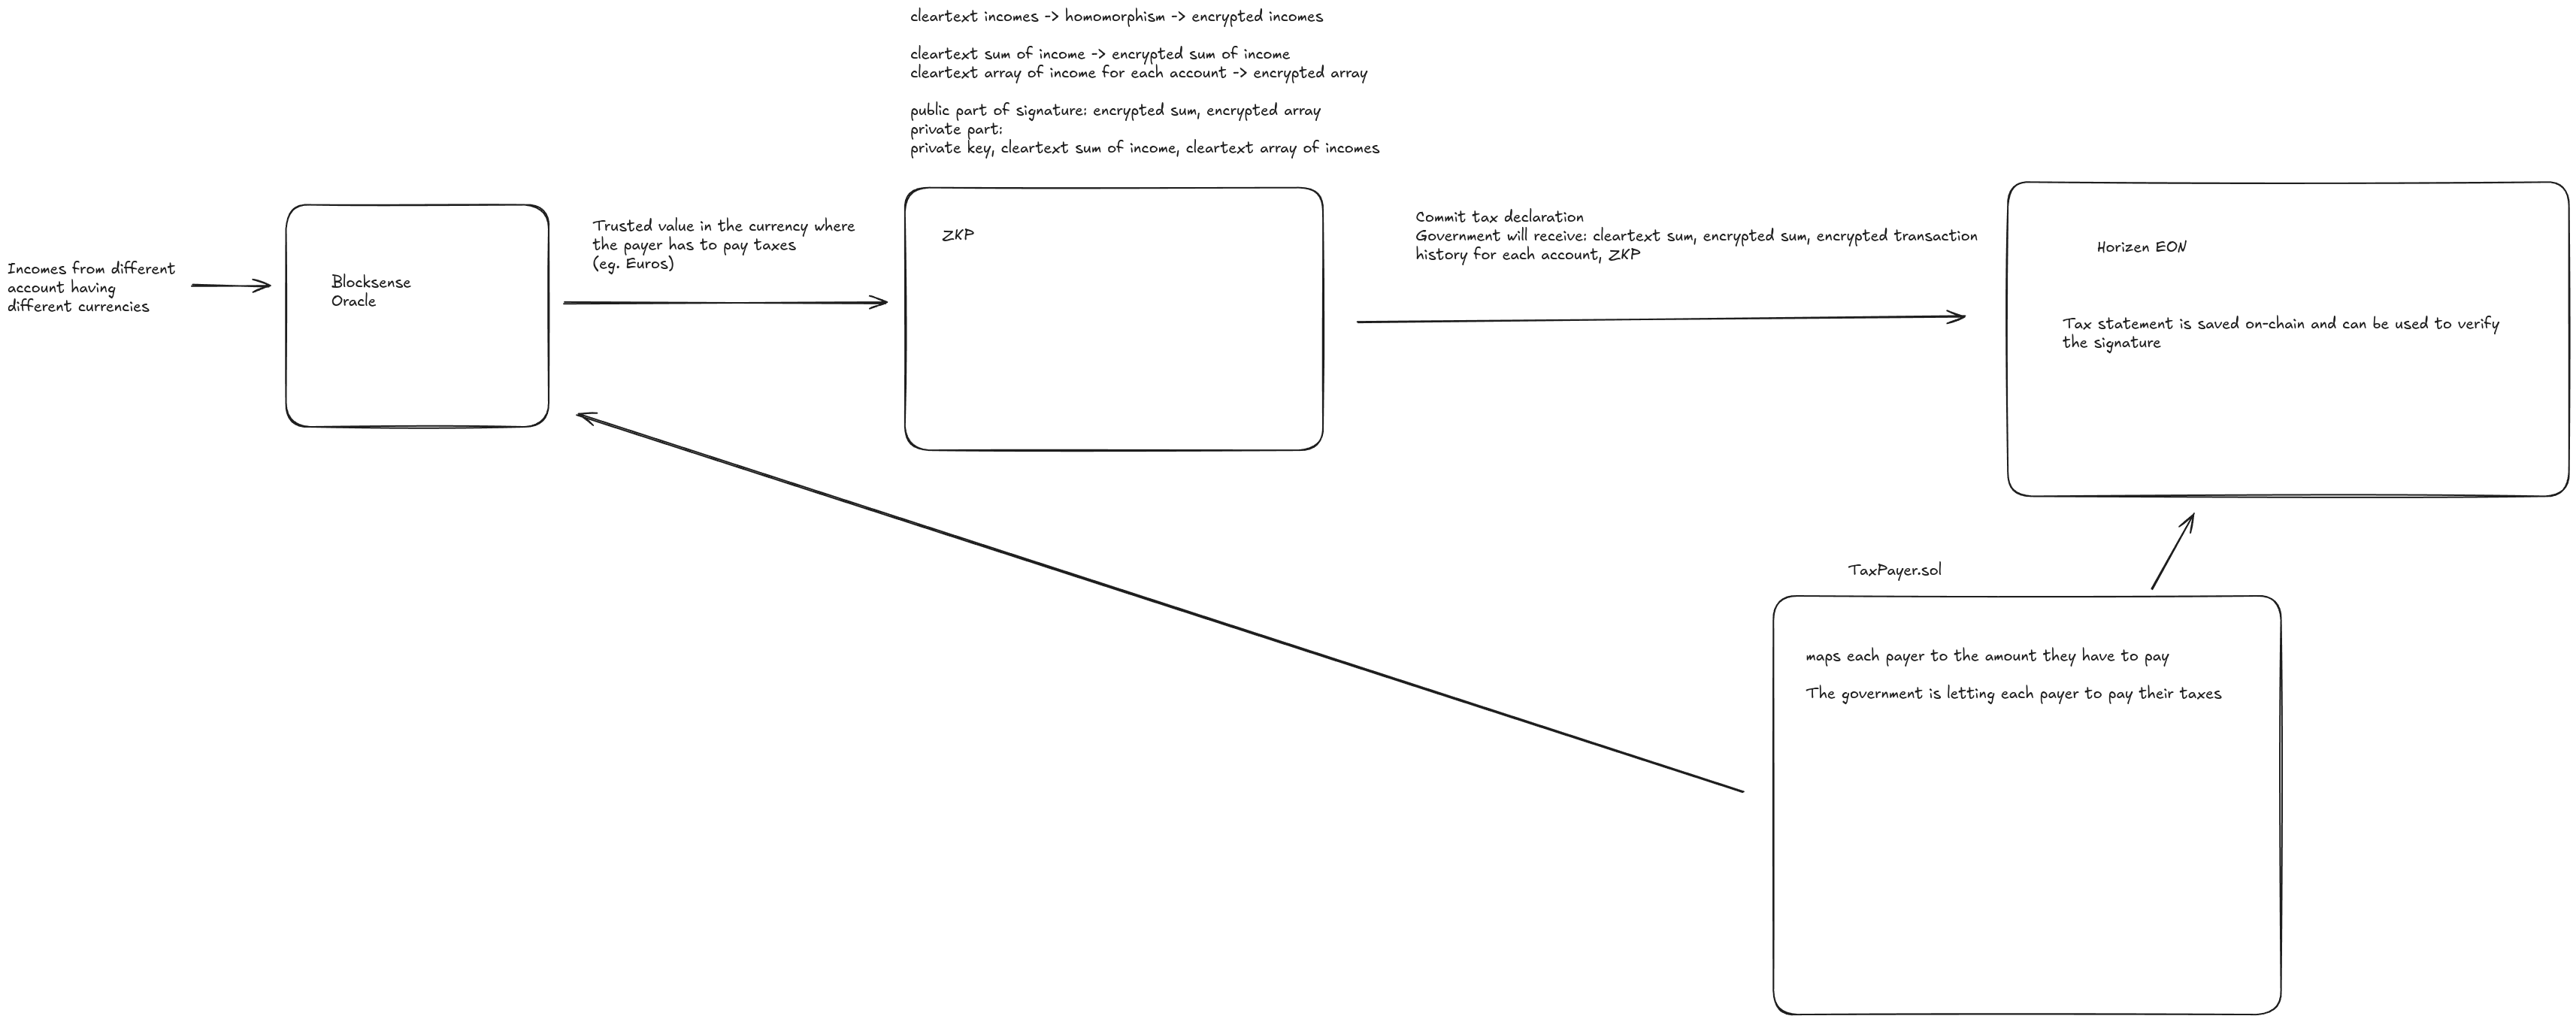 cleartext incomes -> homomorphism -> encrypted incomes
cleartext sum of income -> encrypted sum of income
cleartext array of income for each account -> encrypted array
public part of signature: encrypted sum, encrypted array
private part:
private key, cleartext sum of income, cleartext array of incomes
Incomes from different
account having
different currencies
Blocksense
Oracle
Trusted value in the currency where
the payer has to pay taxes
(eg. Euros)
ZKP
Commit tax declaration
Government will receive: cleartext sum, encrypted sum, encrypted transaction
history for each account, ZKP
Horizen EON
Tax statement is saved on-chain and can be used to verify
the signature
TaxPayer.sol
maps each payer to the amount they have to pay
The government is letting each payer to pay their taxes